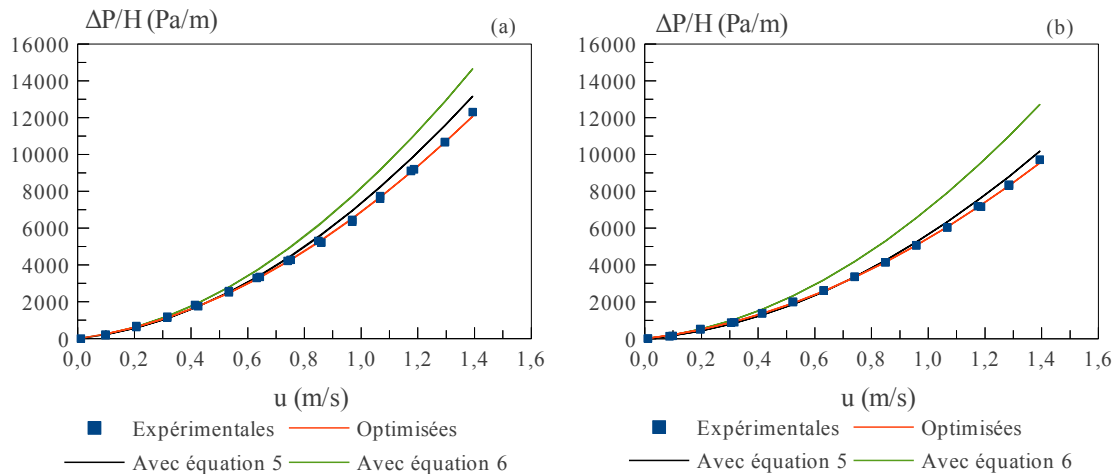 ΔP/H (Pa/m)
(a)
16000
14000
12000
10000
8000
6000
4000
2000
0
0,0 0,2 0,4 0,6 0,8 1,0 1,2 1,4 1,6
u (m/s)
Expérimentales
Optimisées
Avec équation 5
Avec équation 6
ΔP/H (Pa/m)
(b)
16000
14000
12000
10000
8000
6000
4000
2000
0
0,0 0,2 0,4 0,6 0,8 1,0 1,2 1,4 1,6
u (m/s)
Expérimentales
Optimisées
Avec équation 5
Avec équation 6